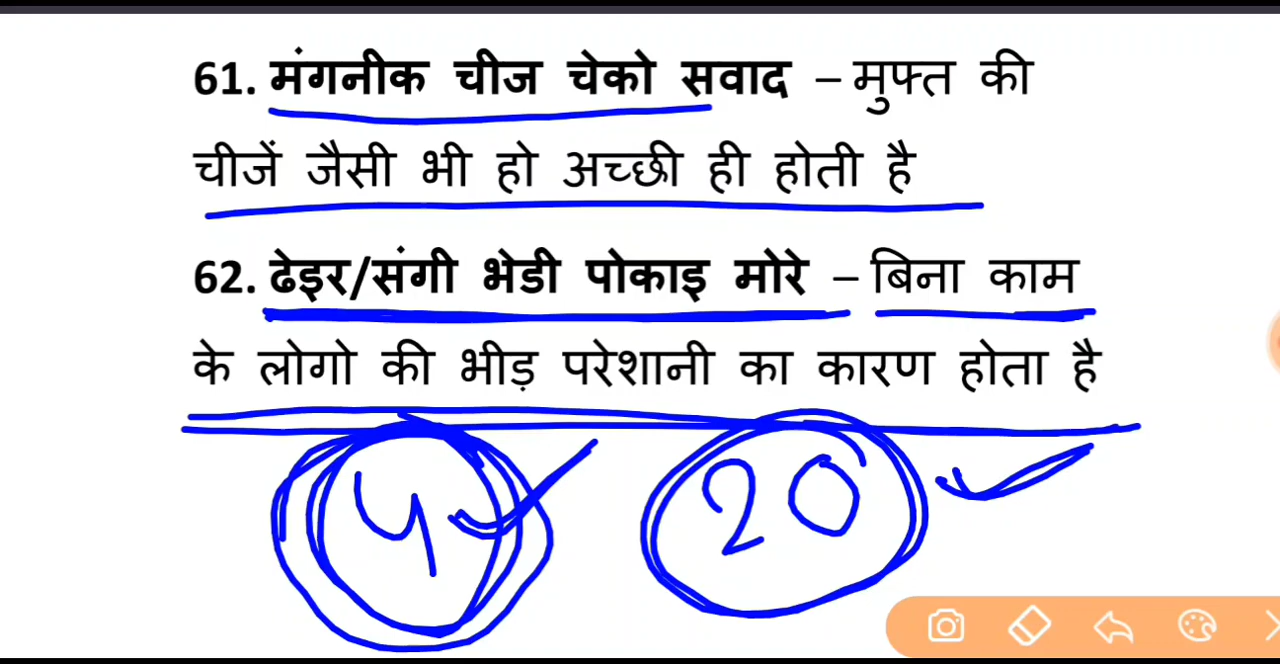 61. मंगनीक चीज चेको सवाद – मुफ्त की
चीजें जैसी भी हो अच्छी ही होती है
62. ढेइर/संगी भेडी पोकाइ मोरे – बिना काम
के लोगो की भीड़ परेशानी का कारण होता है
4 20